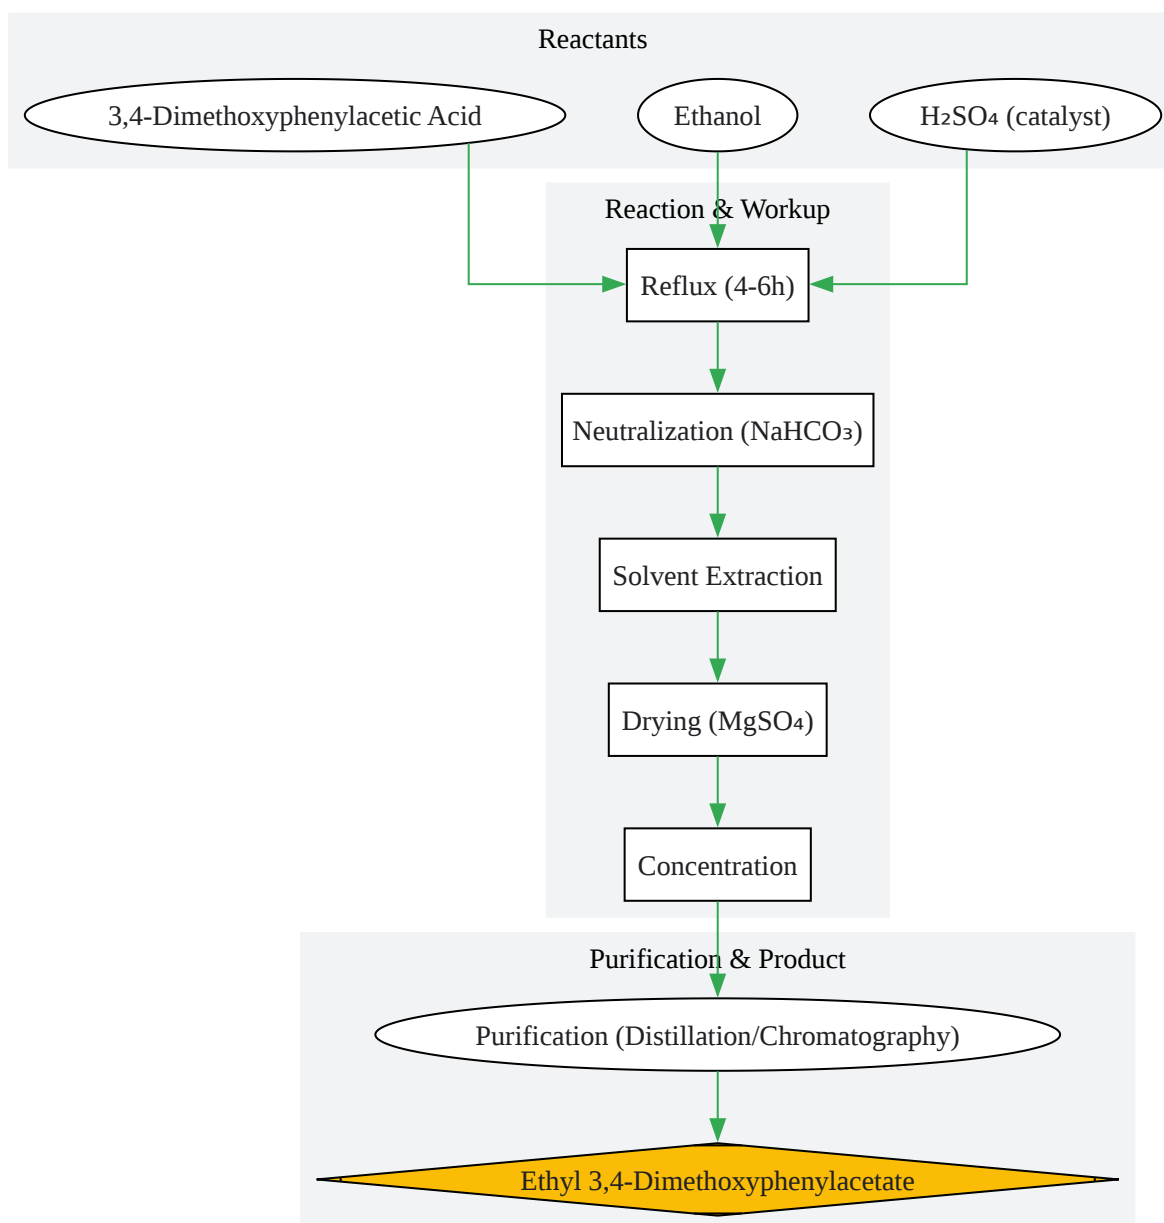 Reactants
3,4-Dimethoxyphenylacetic Acid
Ethanol
H₂SO₄ (catalyst)
Reaction & Workup
Reflux (4-6h)
Neutralization (NaHCO₃)
Solvent Extraction
Drying (MgSO₄)
Concentration
Purification & Product
Purification (Distillation/Chromatography)
Ethyl 3,4-Dimethoxyphenylacetate